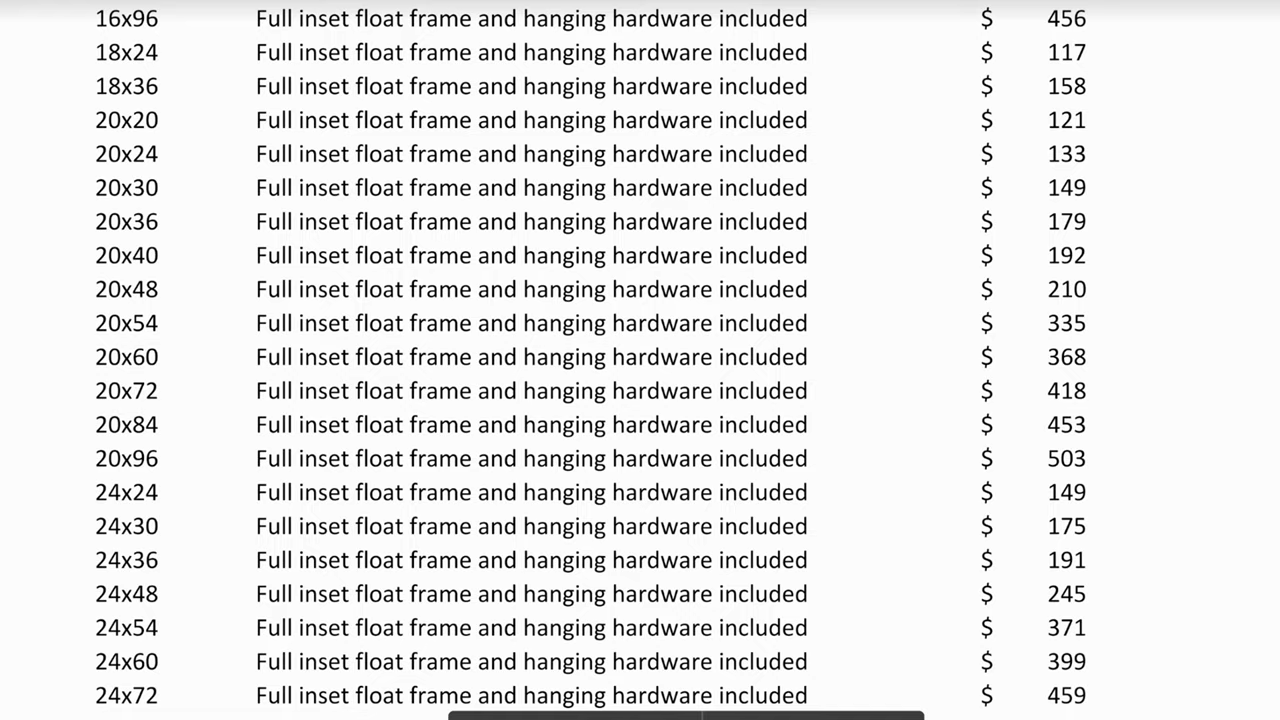 16x96 Full inset float frame and hanging hardware included $ 456
18x24 Full inset float frame and hanging hardware included $ 117
18x36 Full inset float frame and hanging hardware included $ 158
20x20 Full inset float frame and hanging hardware included $ 121
20x24 Full inset float frame and hanging hardware included $ 133
20x30 Full inset float frame and hanging hardware included $ 149
20x36 Full inset float frame and hanging hardware included $ 179
20x40 Full inset float frame and hanging hardware included $ 192
20x48 Full inset float frame and hanging hardware included $ 210
20x54 Full inset float frame and hanging hardware included $ 335
20x60 Full inset float frame and hanging hardware included $ 368
20x72 Full inset float frame and hanging hardware included $ 418
20x84 Full inset float frame and hanging hardware included $ 453
20x96 Full inset float frame and hanging hardware included $ 503
24x24 Full inset float frame and hanging hardware included $ 149
24x30 Full inset float frame and hanging hardware included $ 175
24x36 Full inset float frame and hanging hardware included $ 191
24x48 Full inset float frame and hanging hardware included $ 245
24x54 Full inset float frame and hanging hardware included $ 371
24x60 Full inset float frame and hanging hardware included $ 399
24x72 Full inset float frame and hanging hardware included $ 459